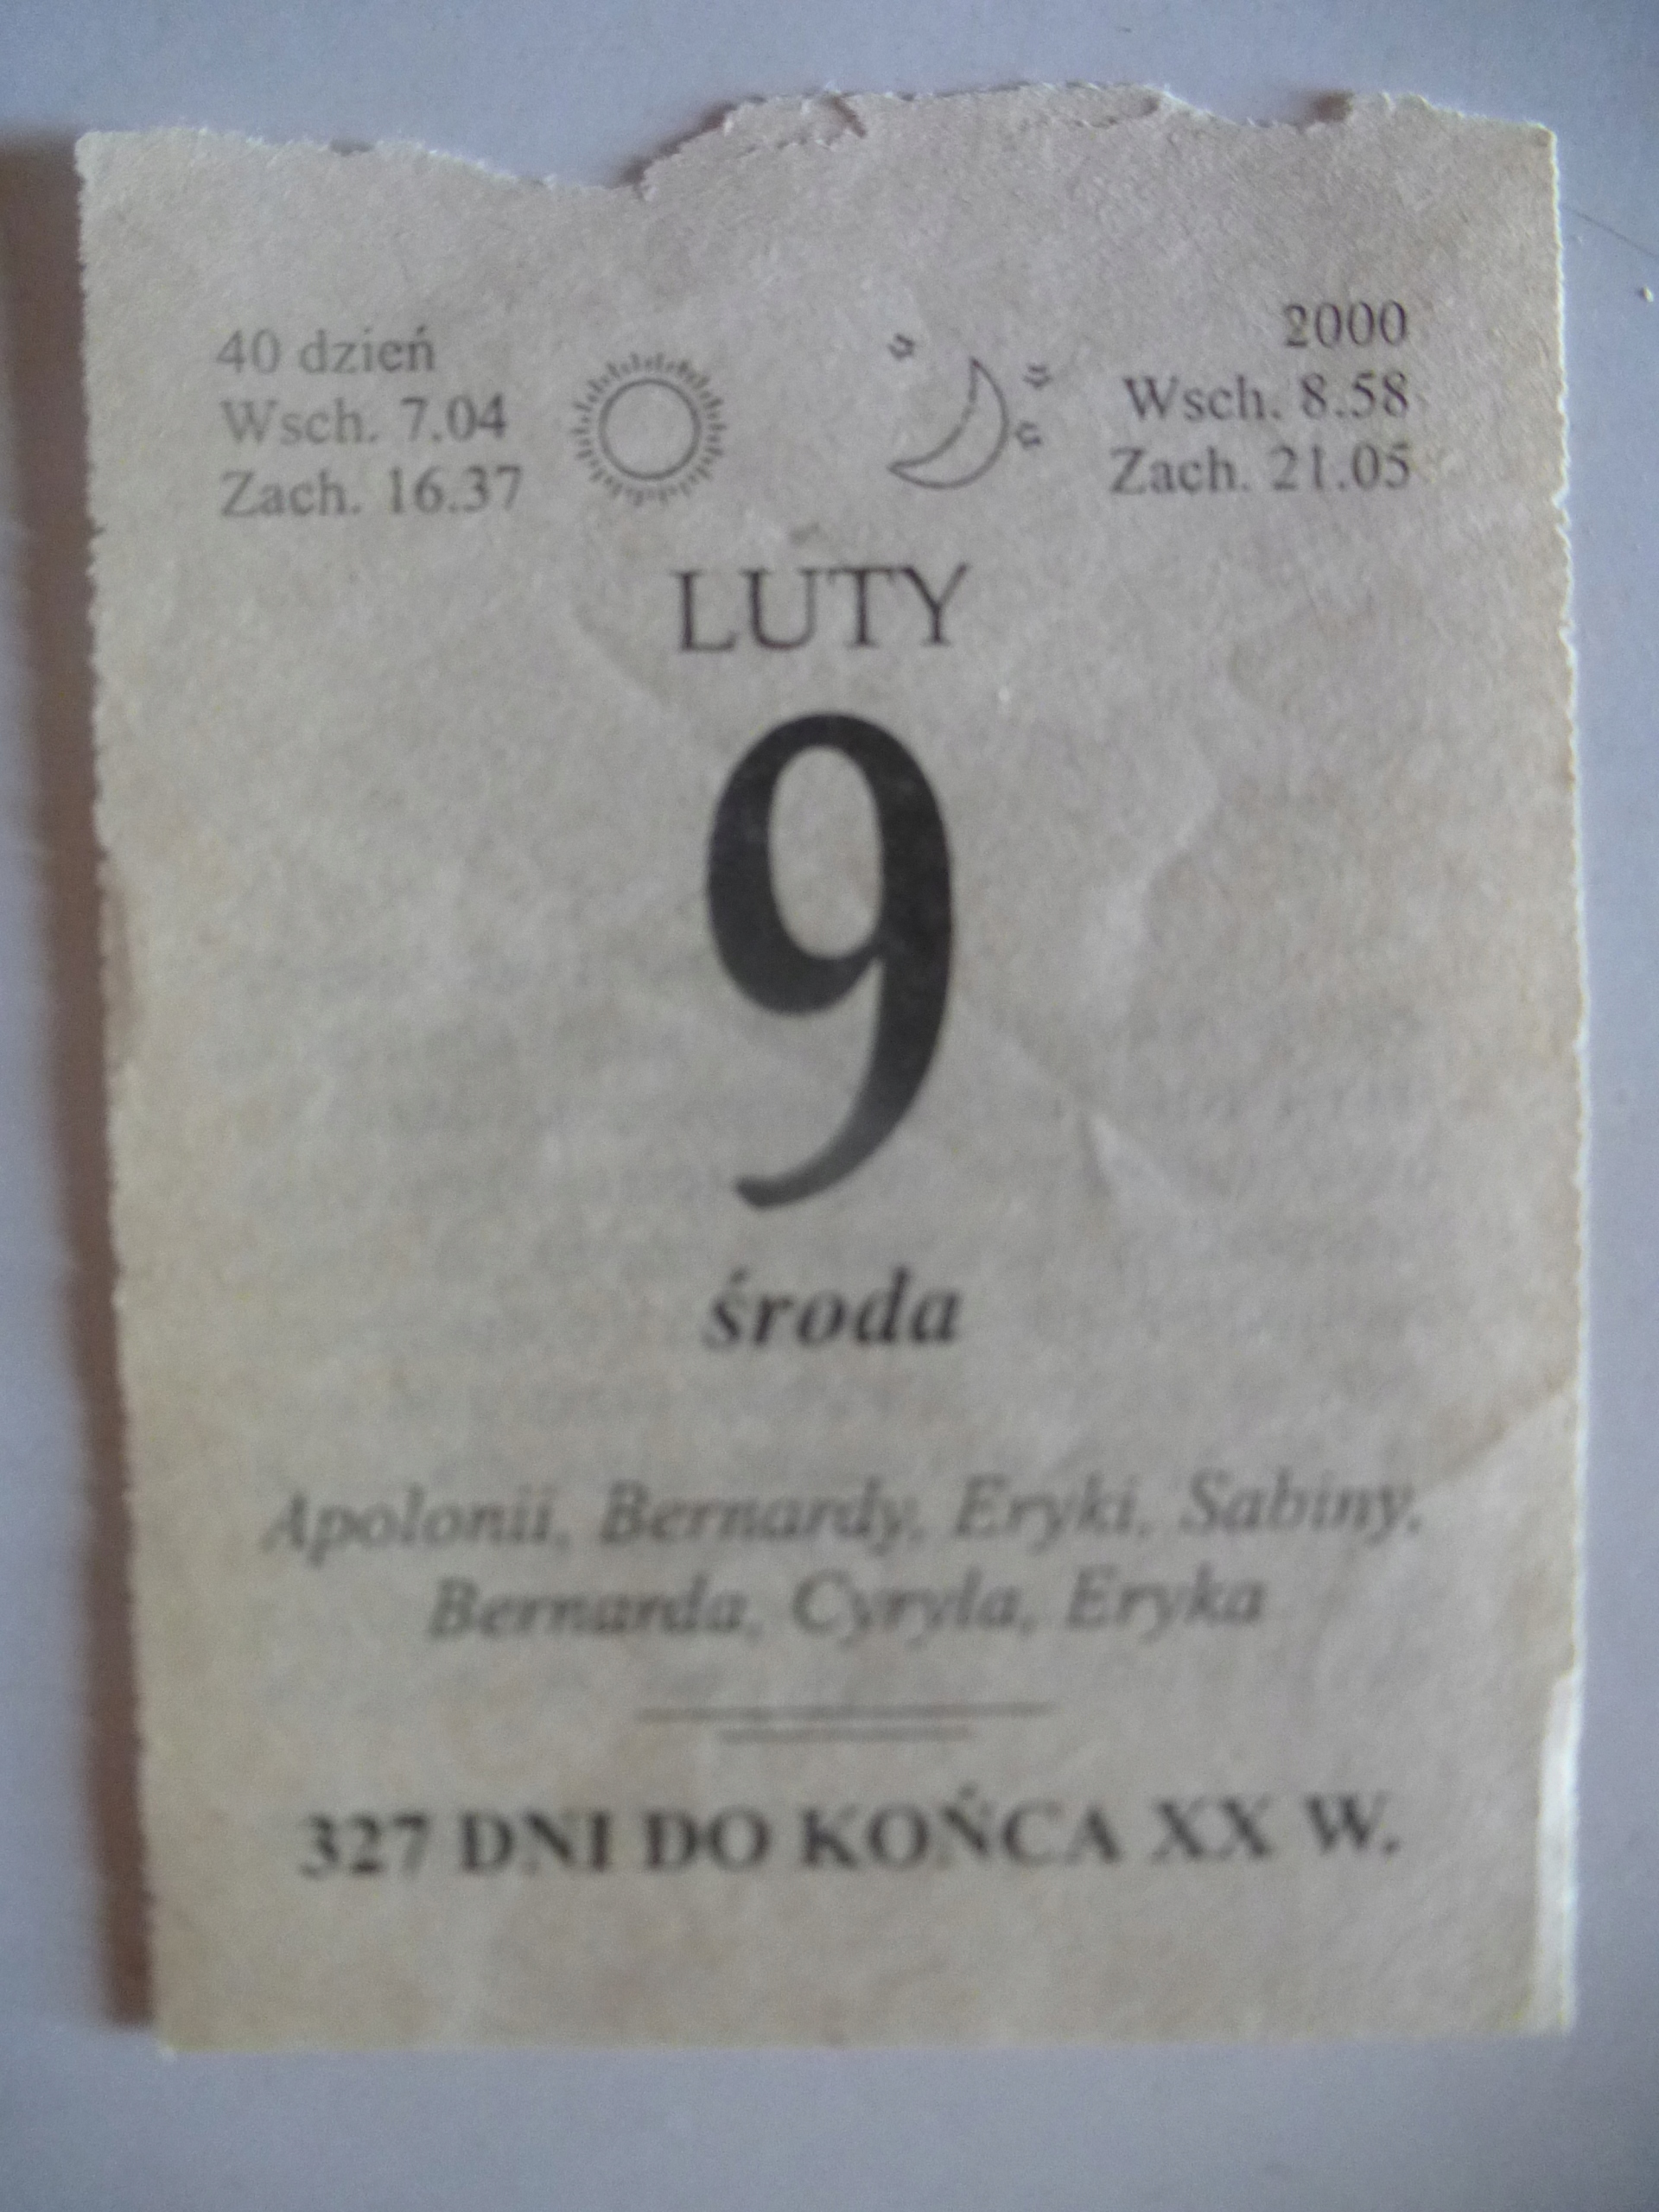 40 dzień
Wsch. 7.04
Zach. 16.37
2000
Wsch. 8.58
Zach. 21.05
LUTY
9
środa
Apolonii, Bernardy, Eryki, Sabiny,
Bernarda, Cyryla, Eryka
327 DNI DO KOŃCA XX W.